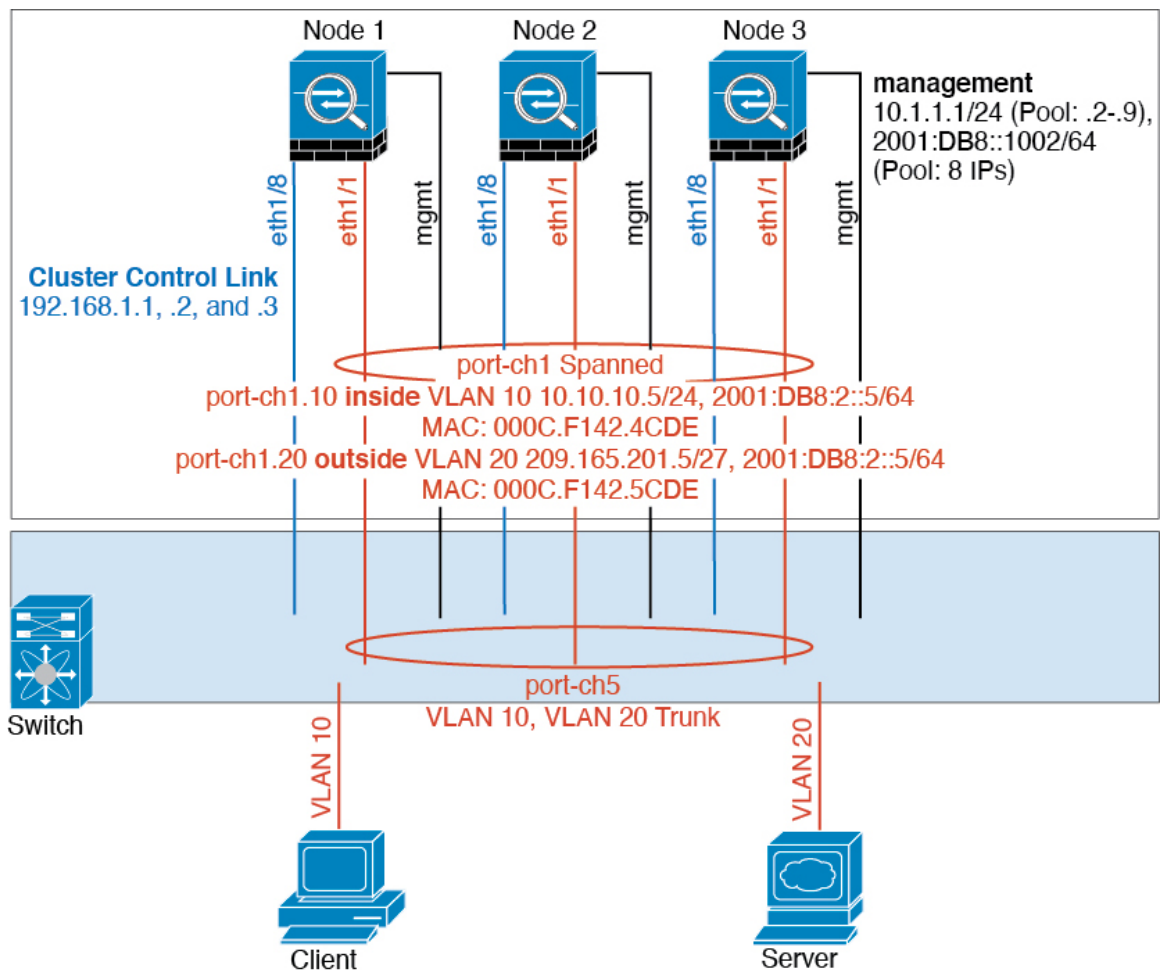 Node 1
Node 2
Node 3
management
10.1.1.1/24 (Pool: .2-.9),
2001:DB8::1002/64
(Pool: 8 IPs)
eth1/8
eth1/1
mgmt
eth1/8
eth1/1
mgmt
eth1/8
eth1/1
mgmt
Cluster Control Link
192.168.1.1, .2, and .3
port-ch1 Spanned
port-ch1.10 inside VLAN 10 10.10.10.5/24, 2001:DB8:2::5/64
MAC: 000C.F142.4CDE
port-ch1.20 outside VLAN 20 209.165.201.5/27, 2001:DB8:2::5/64
MAC: 000C.F142.5CDE
Switch
port-ch5
VLAN 10, VLAN 20 Trunk
VLAN 10
VLAN 20
Client
Server